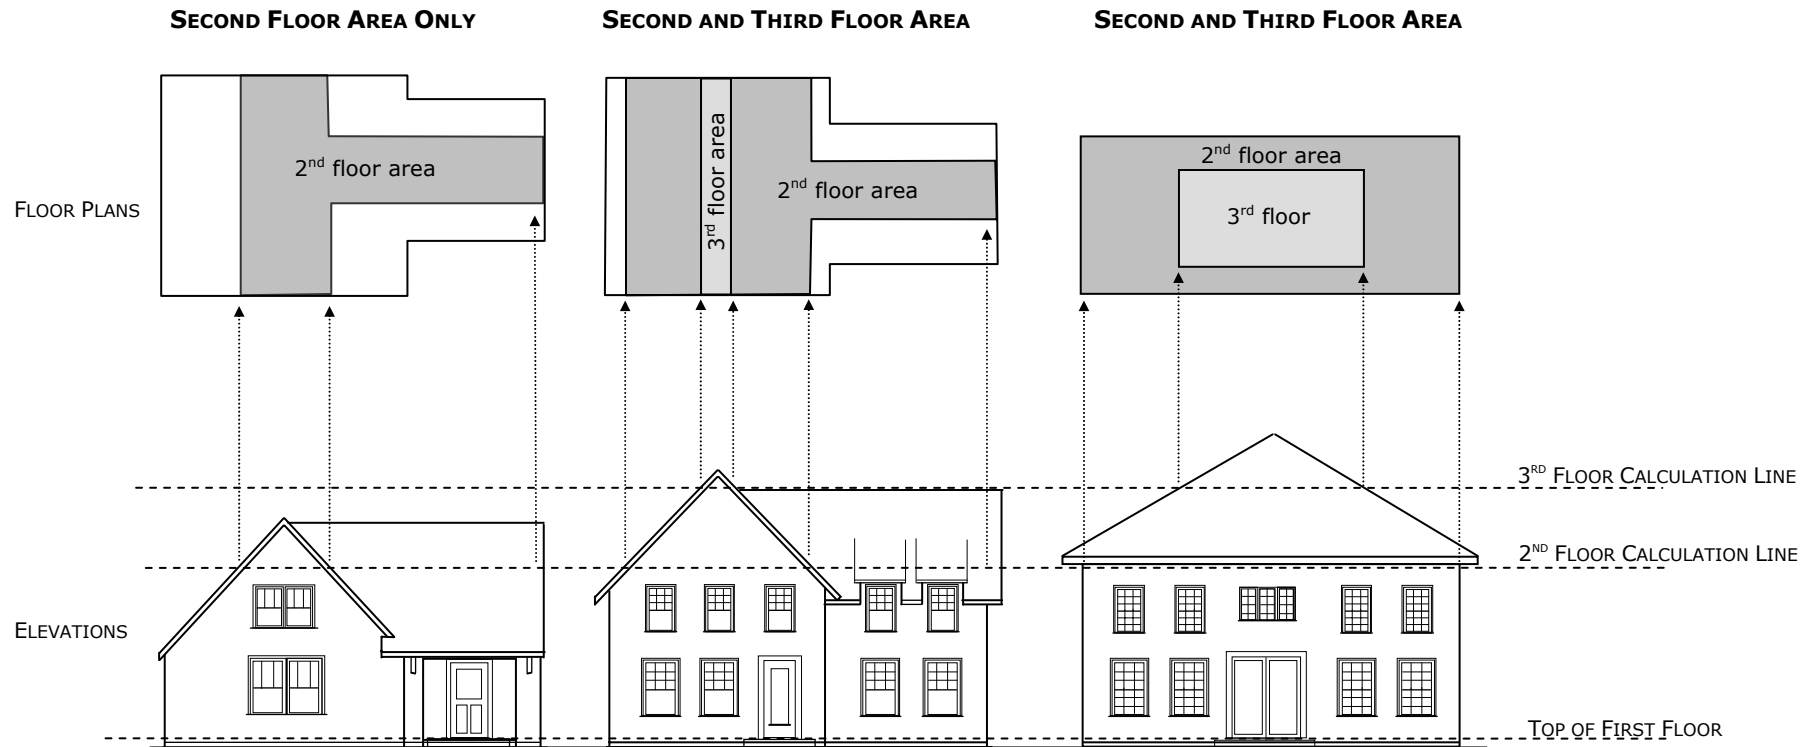 SECOND FLOOR AREA ONLY
SECOND AND THIRD FLOOR AREA
SECOND AND THIRD FLOOR AREA
FLOOR PLANS
2nd floor area
3rd floor area
2nd floor area
2nd floor area
3rd floor
3RD FLOOR CALCULATION LINE
2ND FLOOR CALCULATION LINE
ELEVATIONS
TOP OF FIRST FLOOR